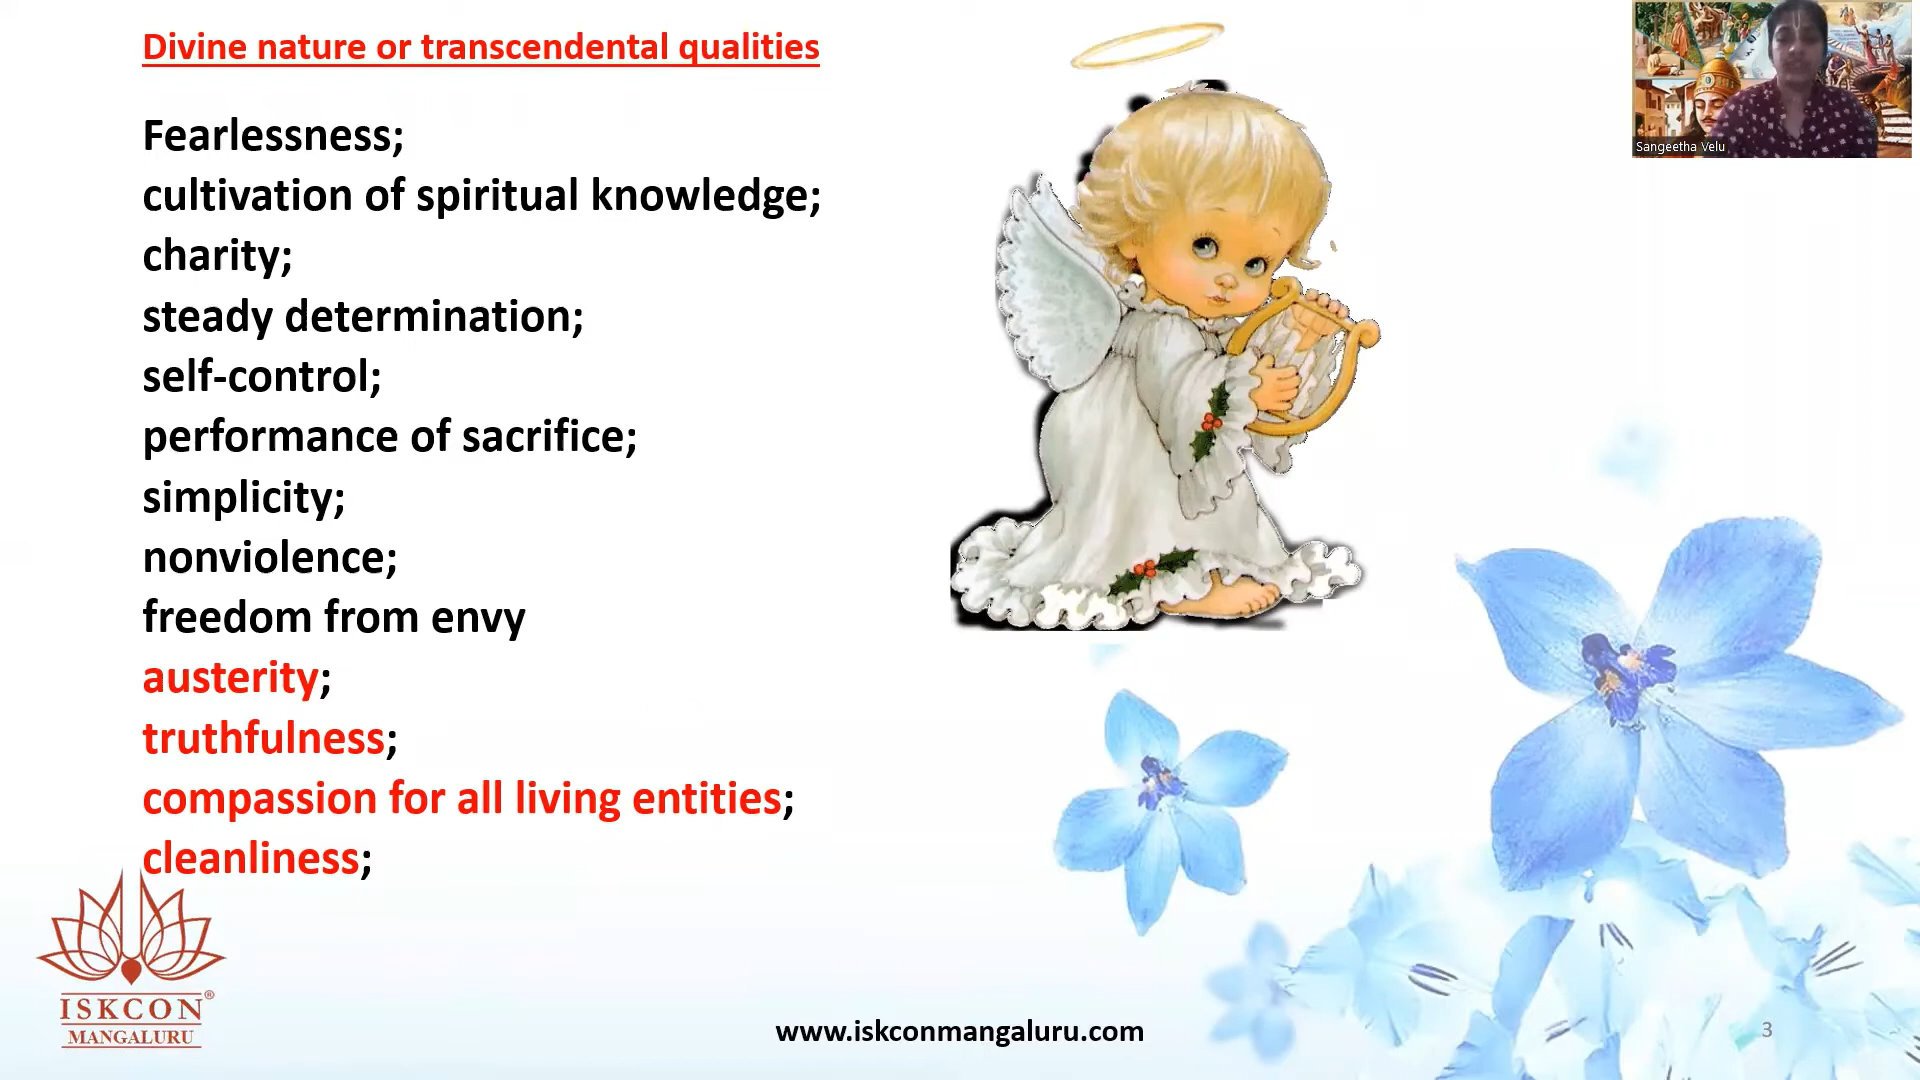 Divine nature or transcendental qualities
Fearlessness;
cultivation of spiritual knowledge;
charity;
steady determination;
self-control;
performance of sacrifice;
simplicity;
nonviolence;
freedom from envy
austerity;
truthfulness;
compassion for all living entities;
cleanliness;
Sangeetha Velu
ISKCON®
MANGALURU
www.iskconmangaluru.com
3